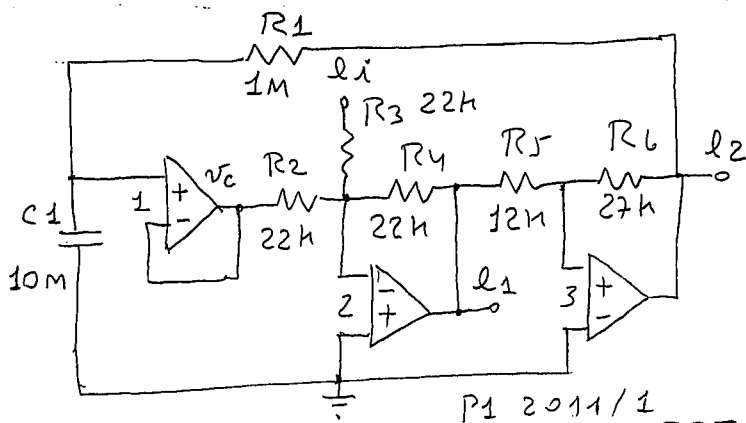 R1
1M
ei
R3 22K
R2
22K
R4
22K
R5
12K
R6
27K
e2
vc
1
+
-
C1
10M
2
-
+
e1
3
+
-
P1 2011/1